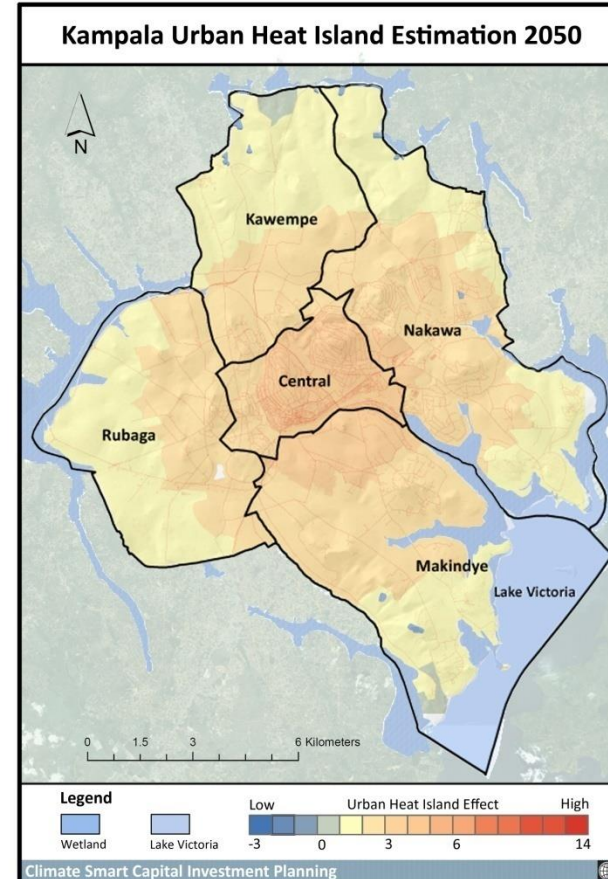 Kampala Urban Heat Island Estimation 2050
N
Kawempe
Nakawa
Central
Rubaga
Makindye
Lake Victoria
0 1.5 3 6 Kilometers
Legend
Wetland
Lake Victoria
Low Urban Heat Island Effect High
-3 0 3 6 14
Climate Smart Capital Investment Planning